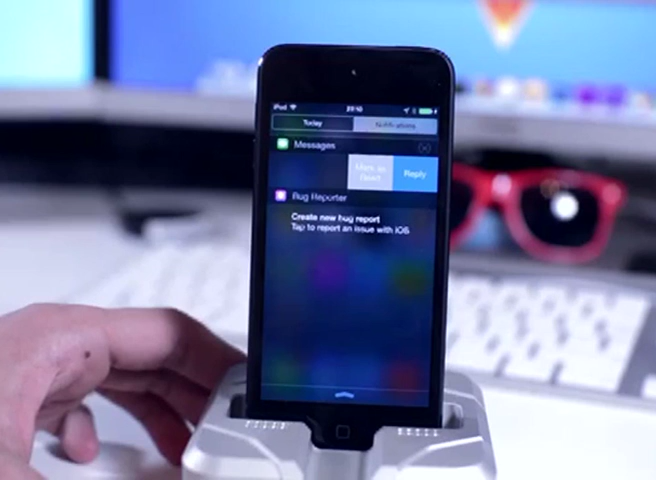 iPod 23:10
Today Notifications
Messages
Mark as
Read
Reply
Bug Reporter
Create new bug report
Tap to report an issue with iOS